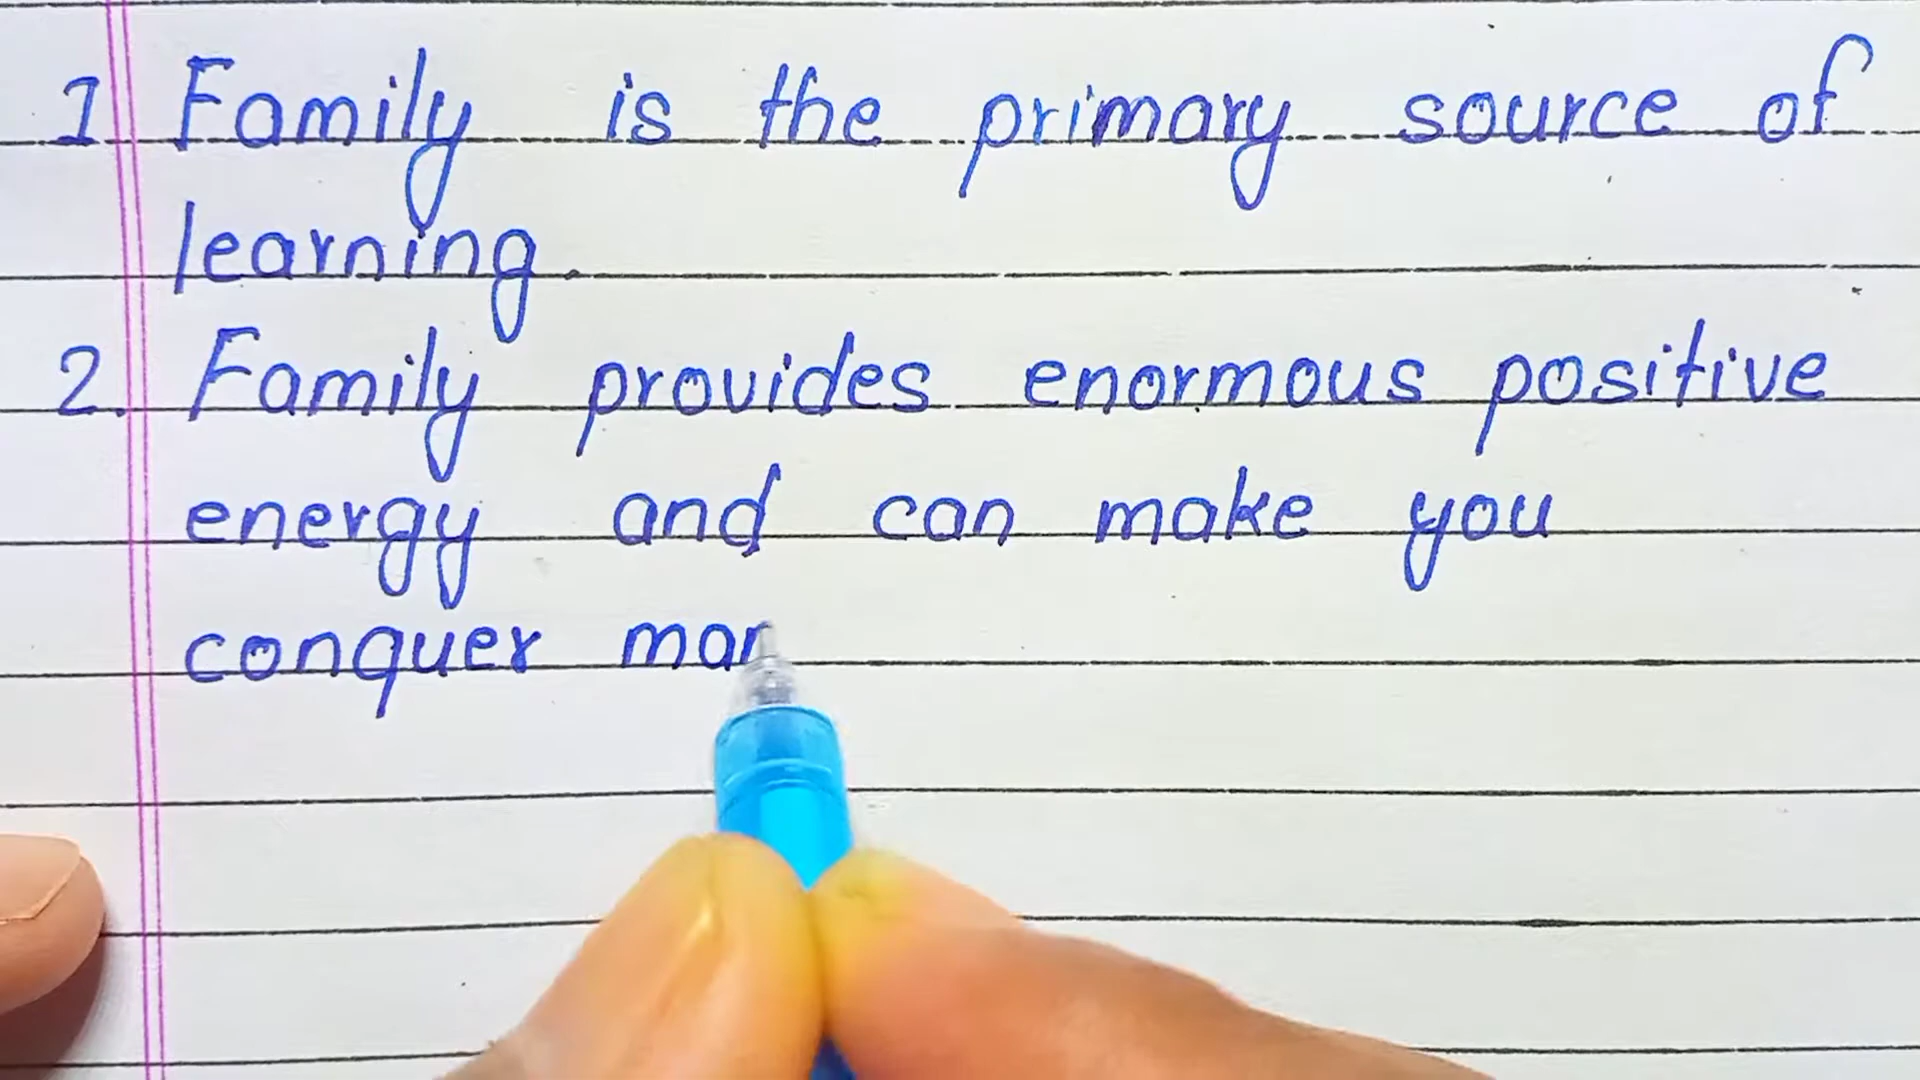 1 Family is the primary source of
learning.
2. Family provides enormous positive
energy and can make you
conquer